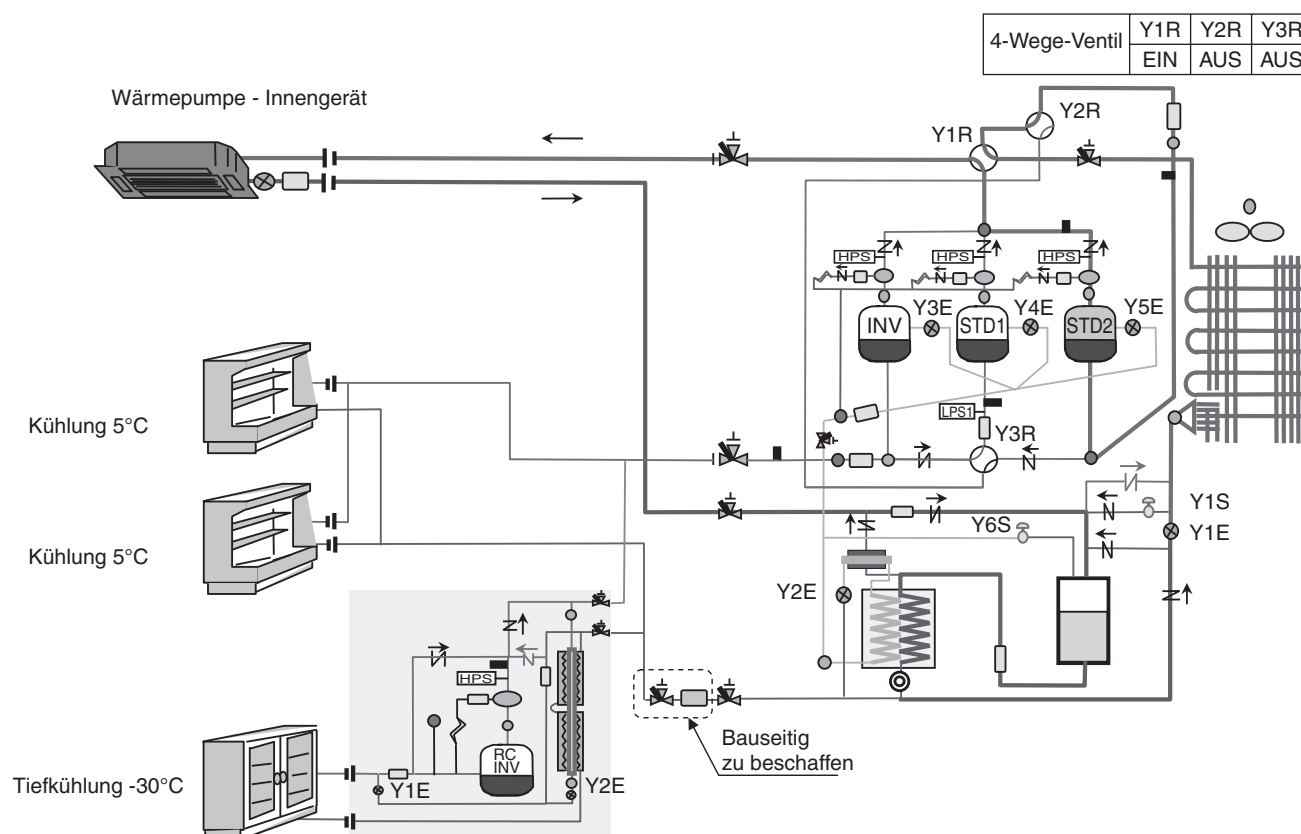 4-Wege-Ventil Y1R Y2R Y3R
EIN AUS AUS
Wärmepumpe - Innengerät
Y2R
Y1R
HPS HPS HPS
INV Y3E STD1 Y4E STD2 Y5E
LPS1
Y3R
Kühlung 5°C
Kühlung 5°C
Y6S
Y1S
Y1E
Y2E
HPS
RC
INV
Y1E
Y2E
Tiefkühlung -30°C
Bauseitig
zu beschaffen